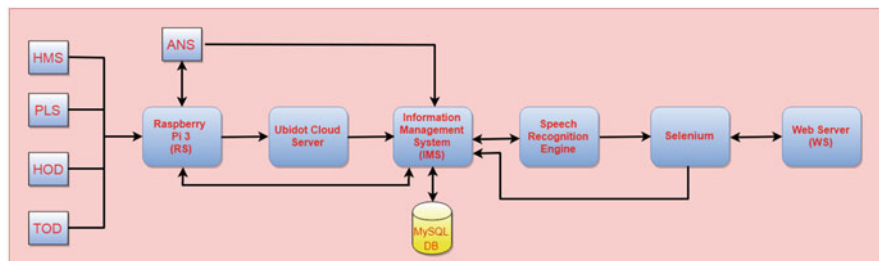 HMS
PLS
HOD
TOD
ANS
Raspberry
Pi 3
(RS)
Ubidot Cloud
Server
Information
Management
System
(IMS)
MySQL
DB
Speech
Recognition
Engine
Selenium
Web Server
(WS)